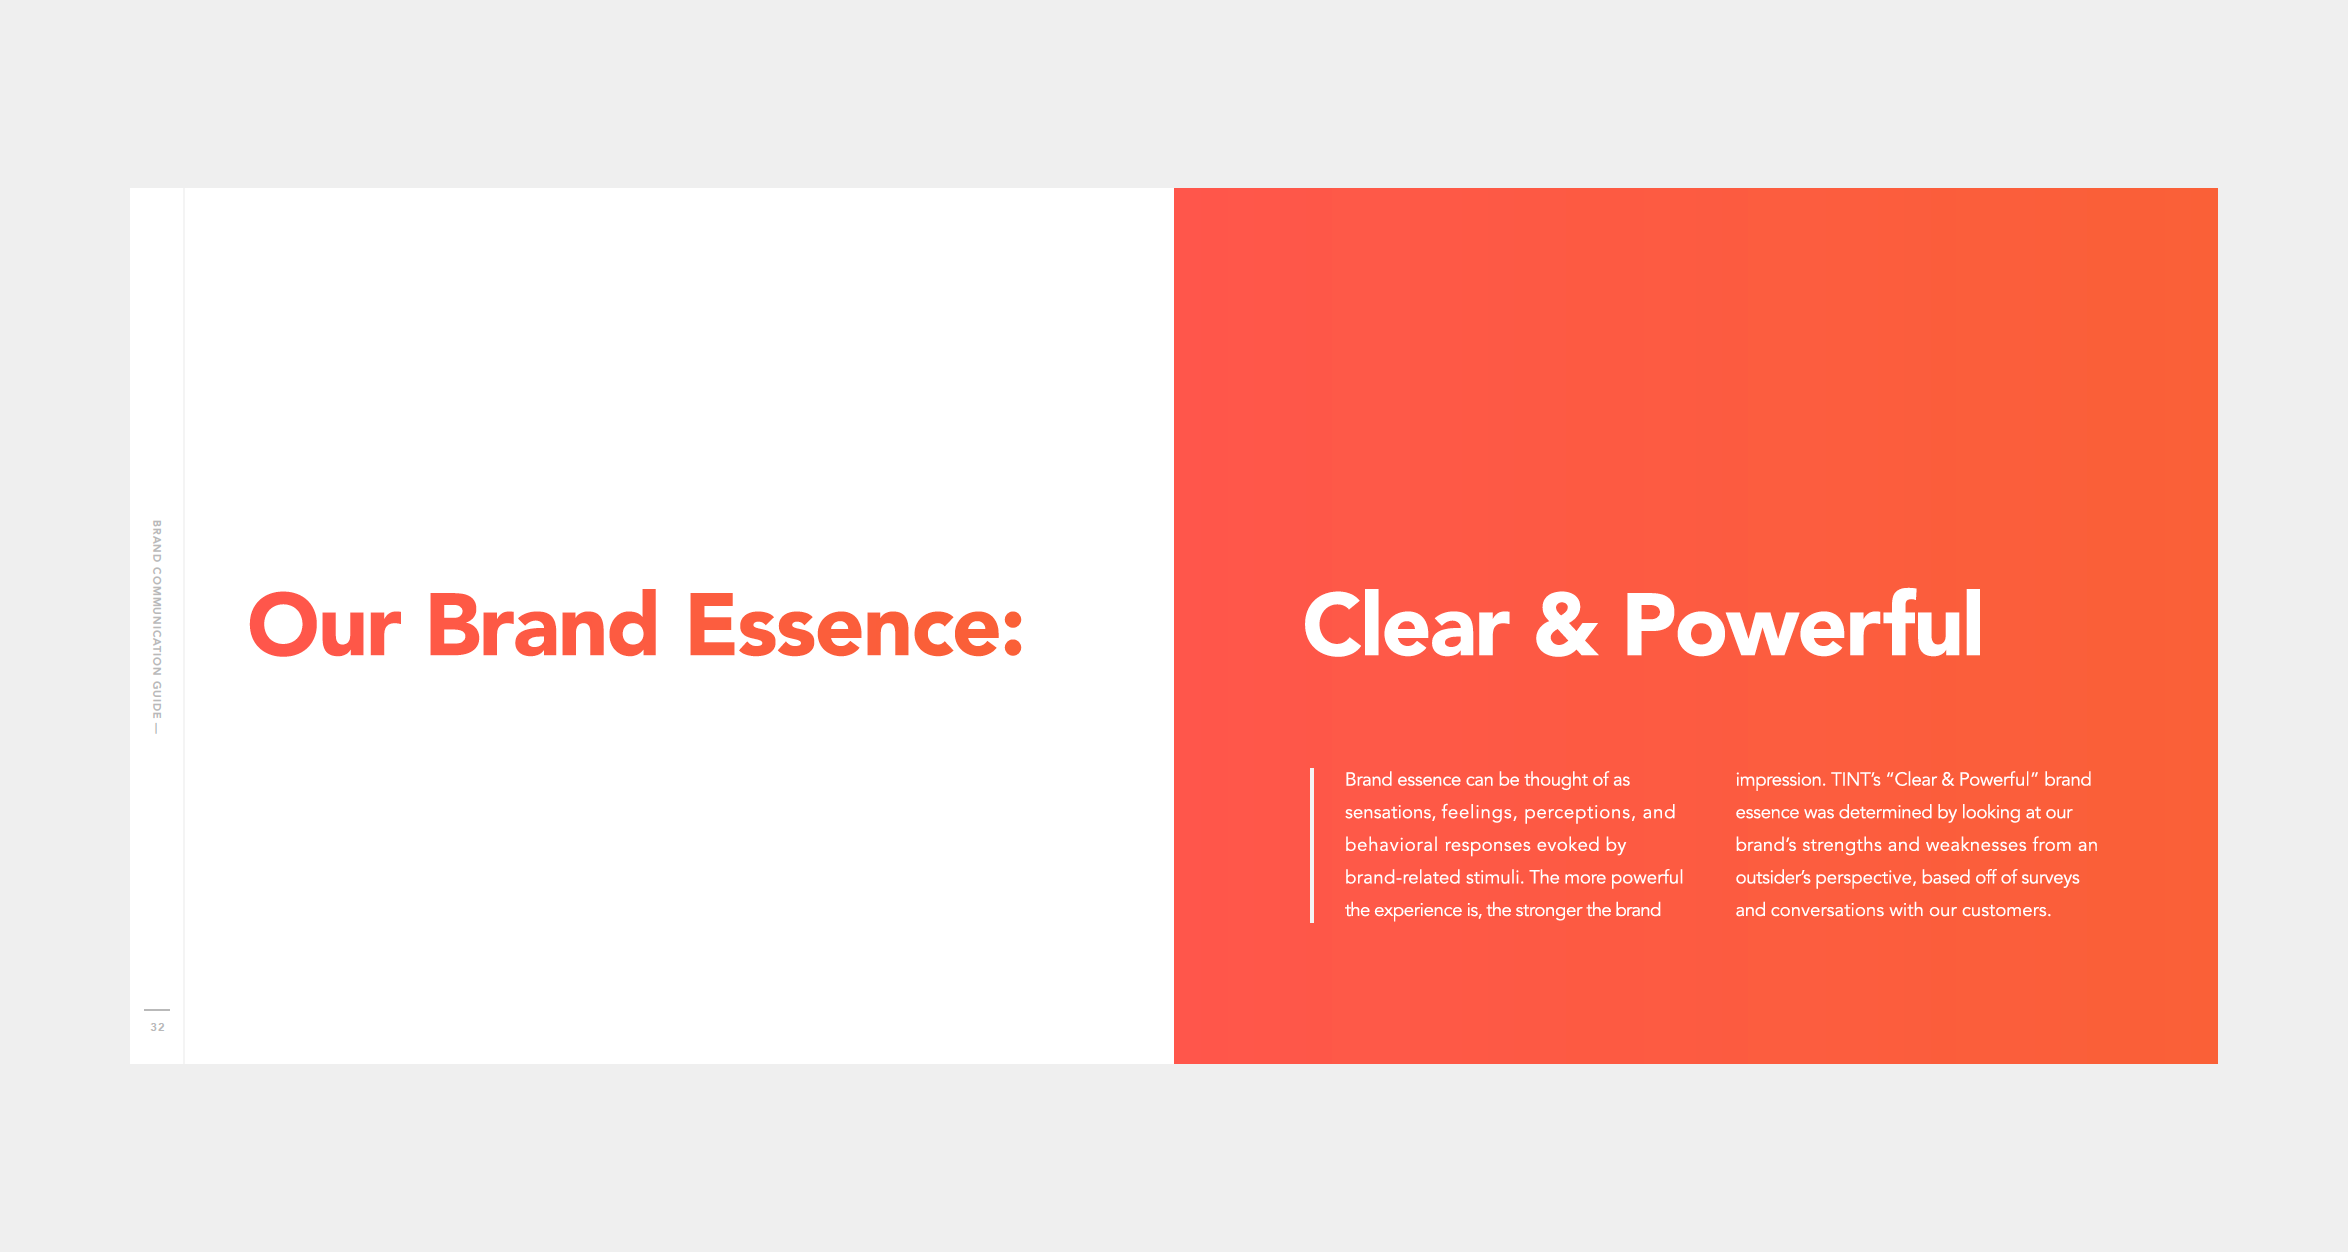 BRAND COMMUNICATION GUIDE —
32
Our Brand Essence:
Clear & Powerful
Brand essence can be thought of as
sensations, feelings, perceptions, and
behavioral responses evoked by
brand-related stimuli. The more powerful
the experience is, the stronger the brand
impression. TINT’s “Clear & Powerful” brand
essence was determined by looking at our
brand’s strengths and weaknesses from an
outsider’s perspective, based off of surveys
and conversations with our customers.